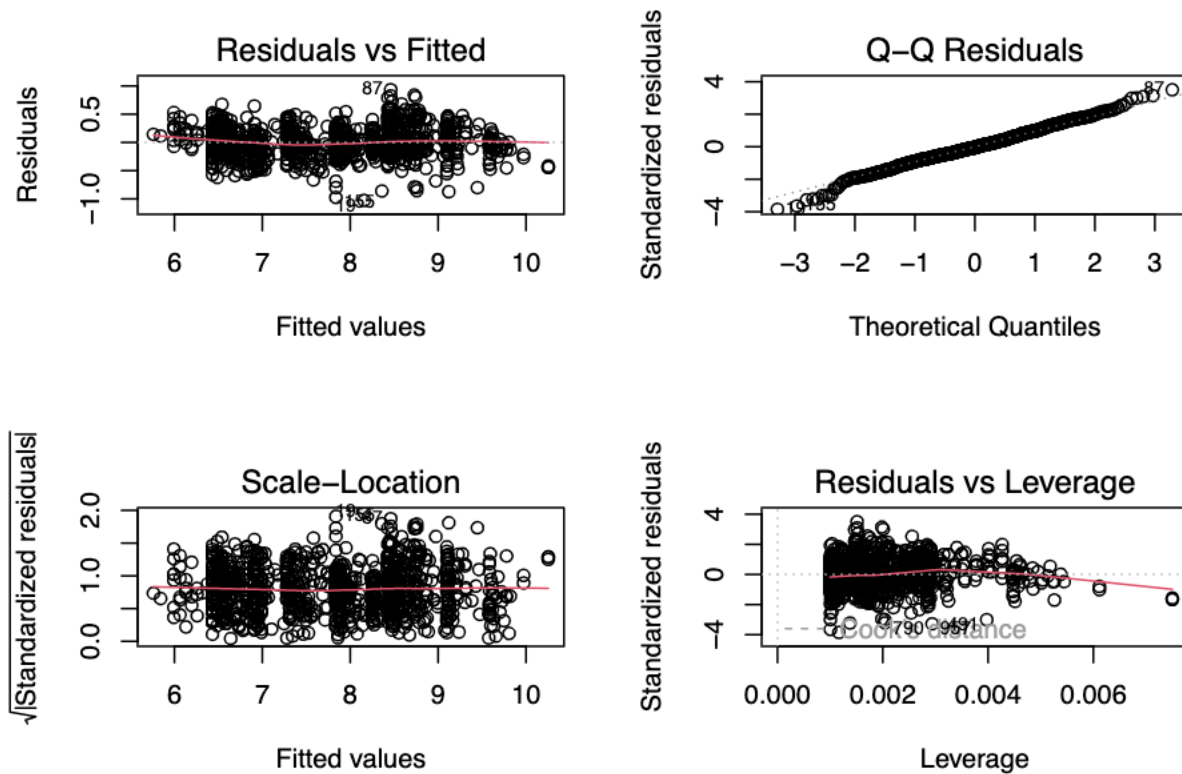 Residuals vs Fitted
Residuals
0.5
−1.0
87
6 7 8 9 10
Fitted values
Q−Q Residuals
Standardized residuals
4
0
−4
87
−3 −2 −1 0 1 2 3
Theoretical Quantiles
Scale−Location
√|Standardized residuals|
2.0
1.0
0.0
6 7 8 9 10
Fitted values
Residuals vs Leverage
Standardized residuals
4
0
−4
Cook's distance
491
0.000 0.002 0.004 0.006
Leverage